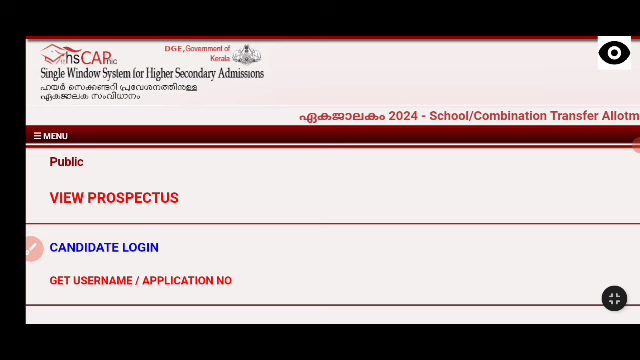 hsCAP
nic
DGE,Government of
Kerala
Single Window System for Higher Secondary Admissions
ഹയർ സെക്കണ്ടറി പ്രവേശനത്തിനുള്ള
ഏകജാലക സംവിധാനം
ഏകജാലകം 2024 - School/Combination Transfer Allotm
☰ MENU
Public
VIEW PROSPECTUS
CANDIDATE LOGIN
GET USERNAME / APPLICATION NO